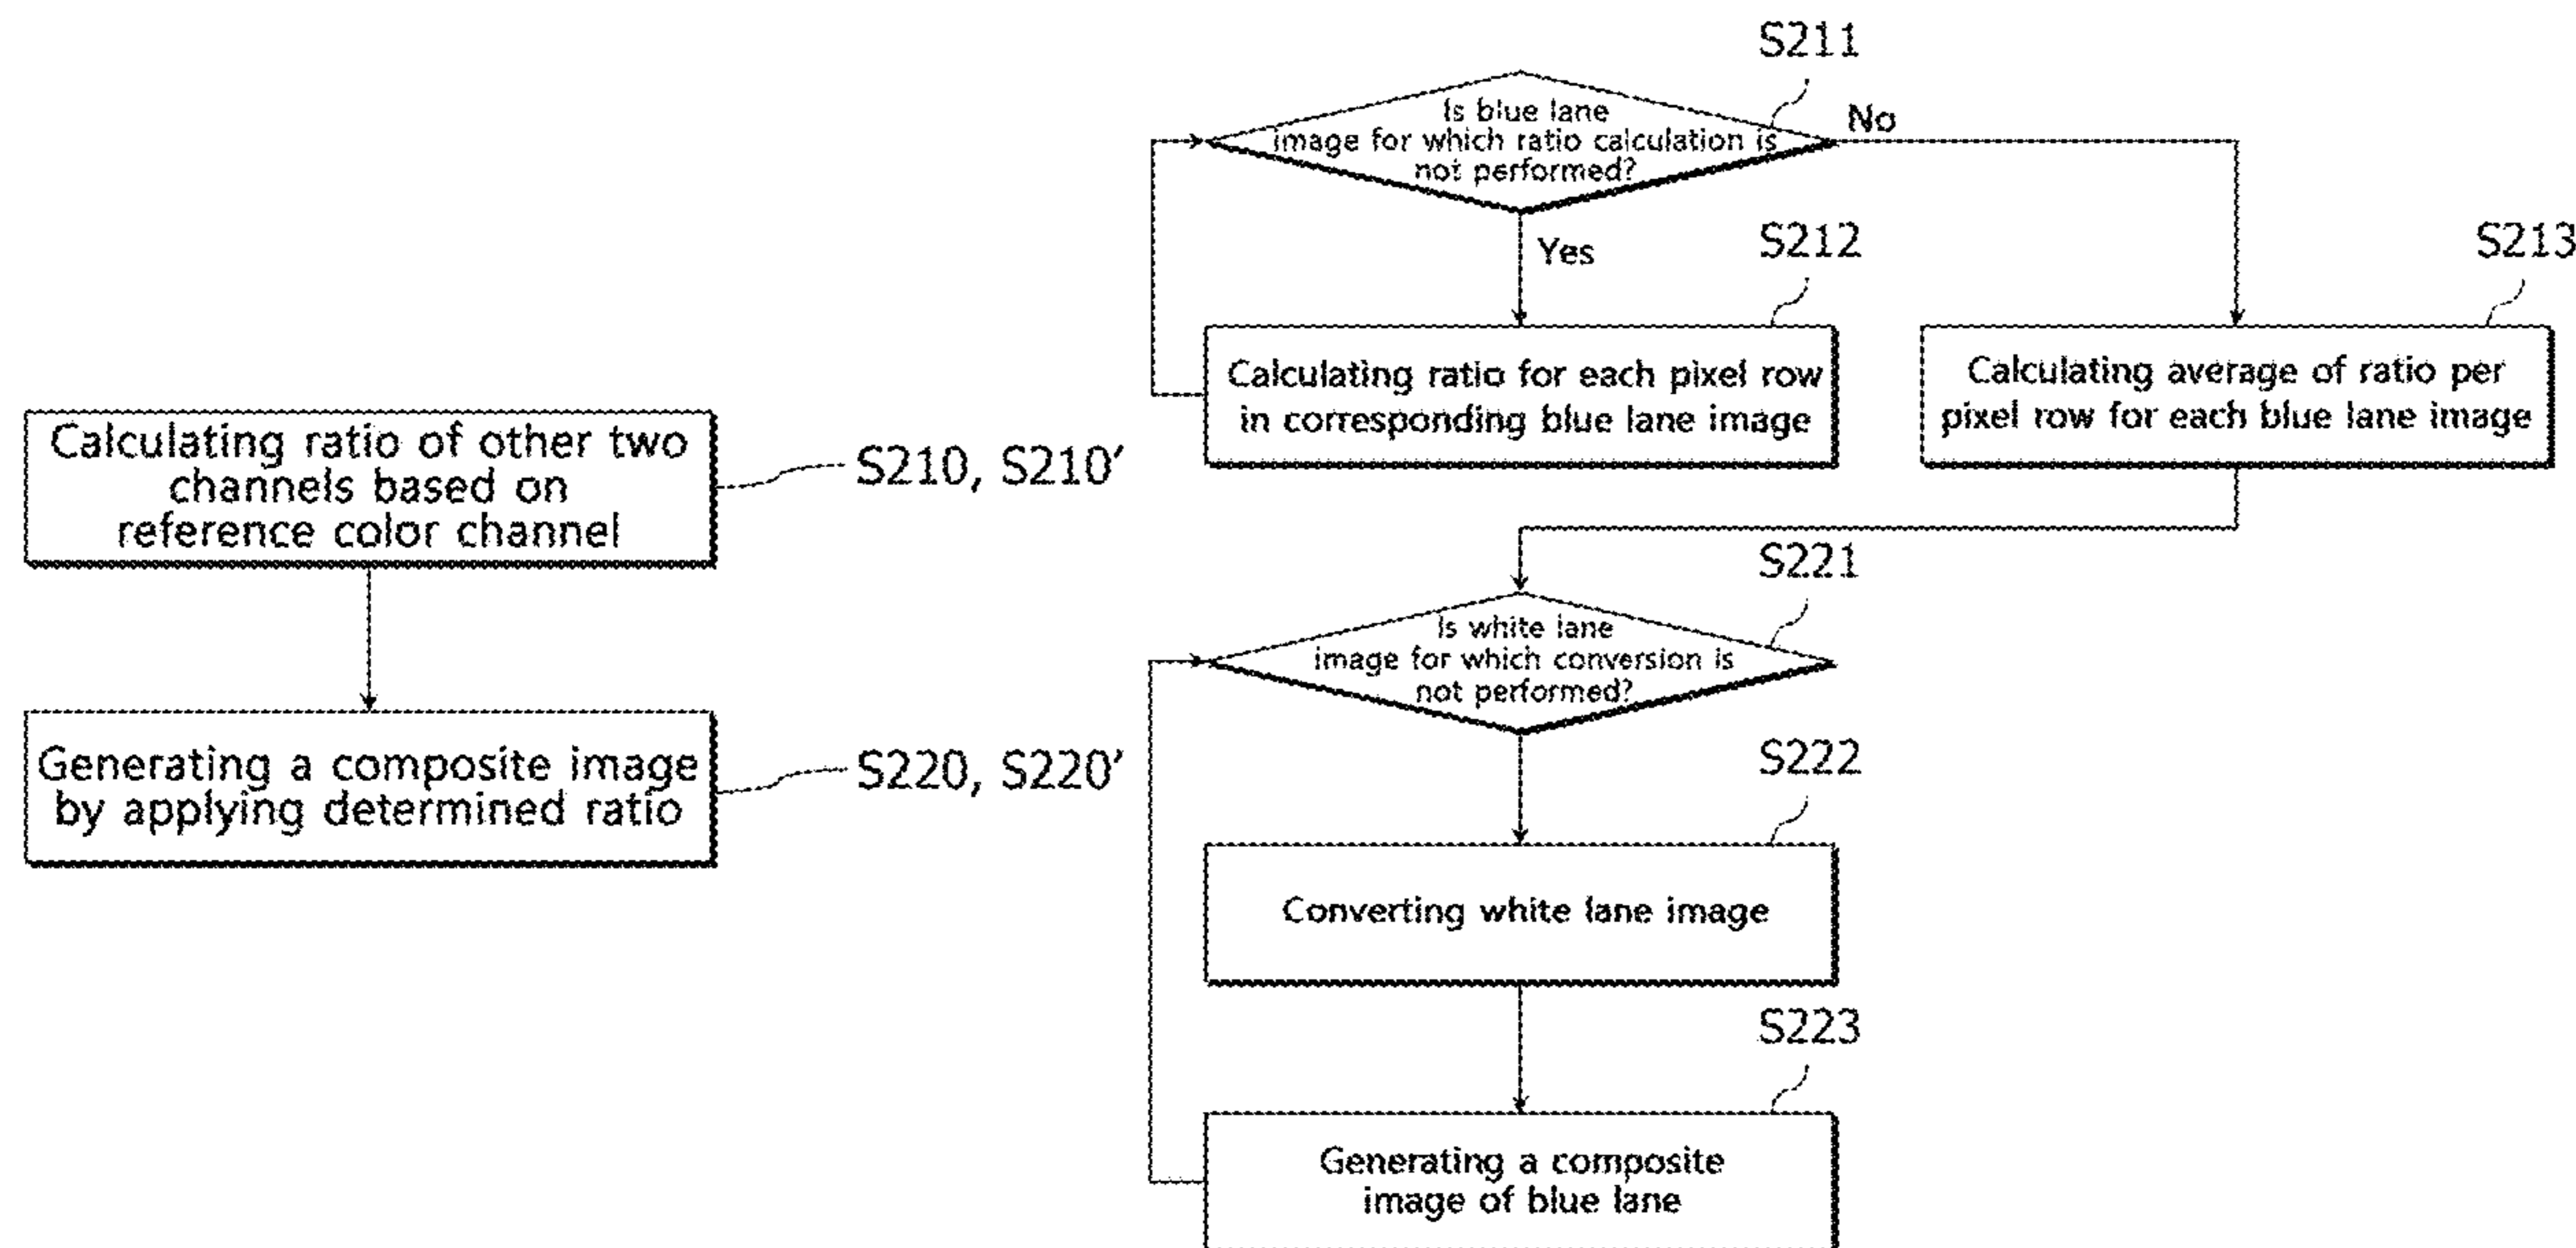 Calculating ratio of other two
channels based on
reference color channel
S210, S210’
Generating a composite image
by applying determined ratio
S220, S220’
S211
Is blue lane
image for which ratio calculation is
not performed?
No
Yes
S212
Calculating ratio for each pixel row
in corresponding blue lane image
S213
Calculating average of ratio per
pixel row for each blue lane image
S221
Is white lane
image for which conversion is
not performed?
S222
Converting white lane image
S223
Generating a composite
image of blue lane